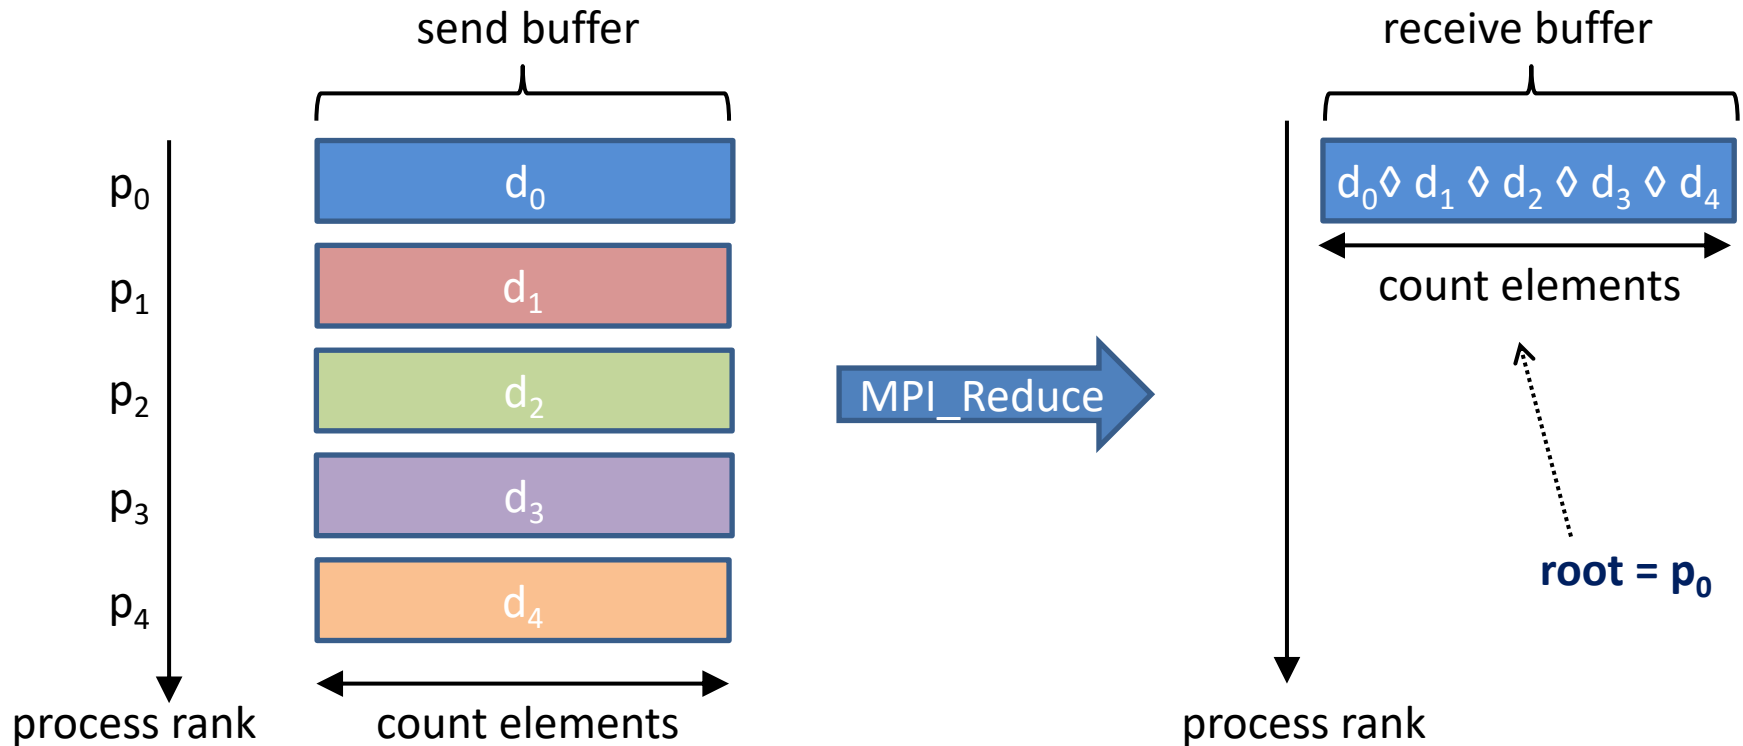 send buffer
receive buffer
p₀
d₀
d₀◊ d₁ ◊ d₂ ◊ d₃ ◊ d₄
p₁
d₁
count elements
p₂
d₂
MPI_Reduce
p₃
d₃
p₄
d₄
root = p₀
process rank
count elements
process rank